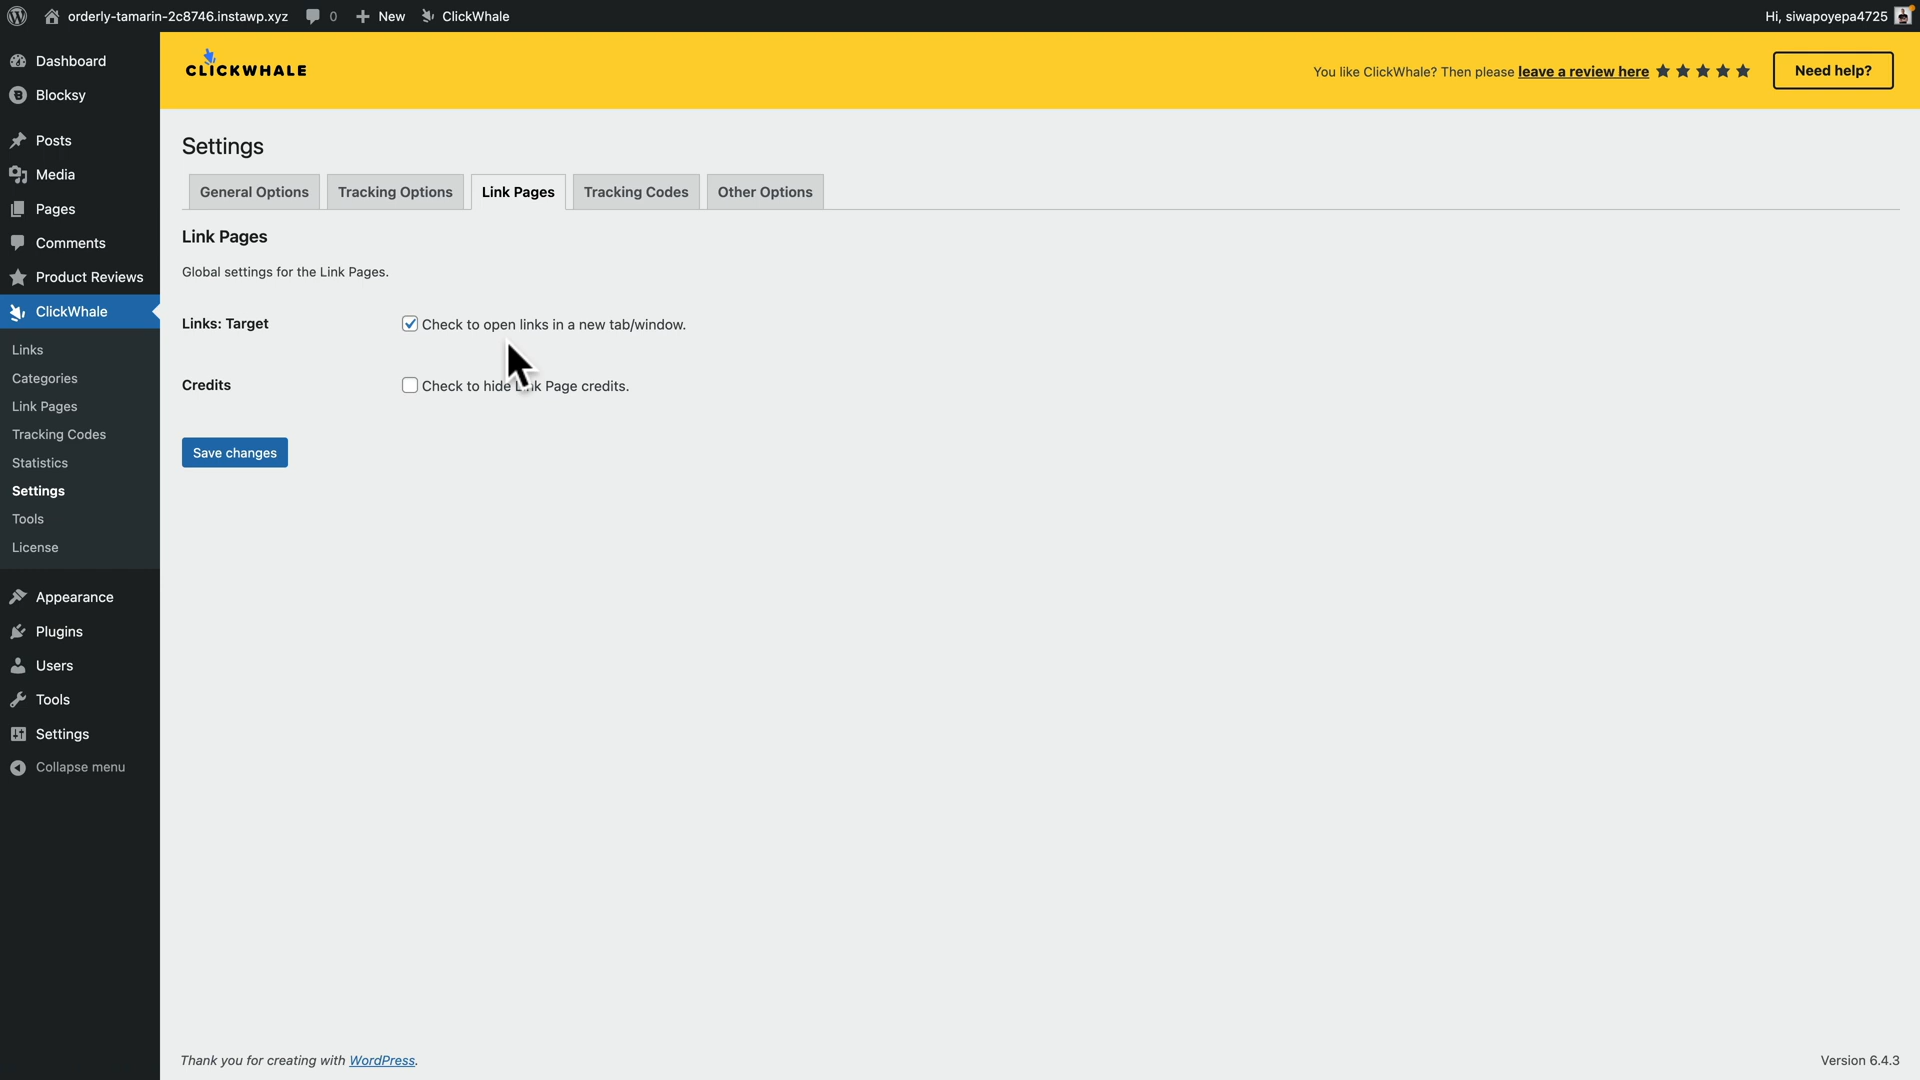 orderly-tamarin-2c8746.instawp.xyz 0 New ClickWhale Hi, siwapoyepa4725
Dashboard
Blocksy
Posts
Media
Pages
Comments
Product Reviews
ClickWhale
Links
Categories
Link Pages
Tracking Codes
Statistics
Settings
Tools
License
Appearance
Plugins
Users
Tools
Settings
Collapse menu
CLICKWHALE
You like ClickWhale? Then please leave a review here
Need help?
Settings
General Options Tracking Options Link Pages Tracking Codes Other Options
Link Pages
Global settings for the Link Pages.
Links: Target Check to open links in a new tab/window.
Credits Check to hide Link Page credits.
Save changes
Thank you for creating with WordPress.
Version 6.4.3